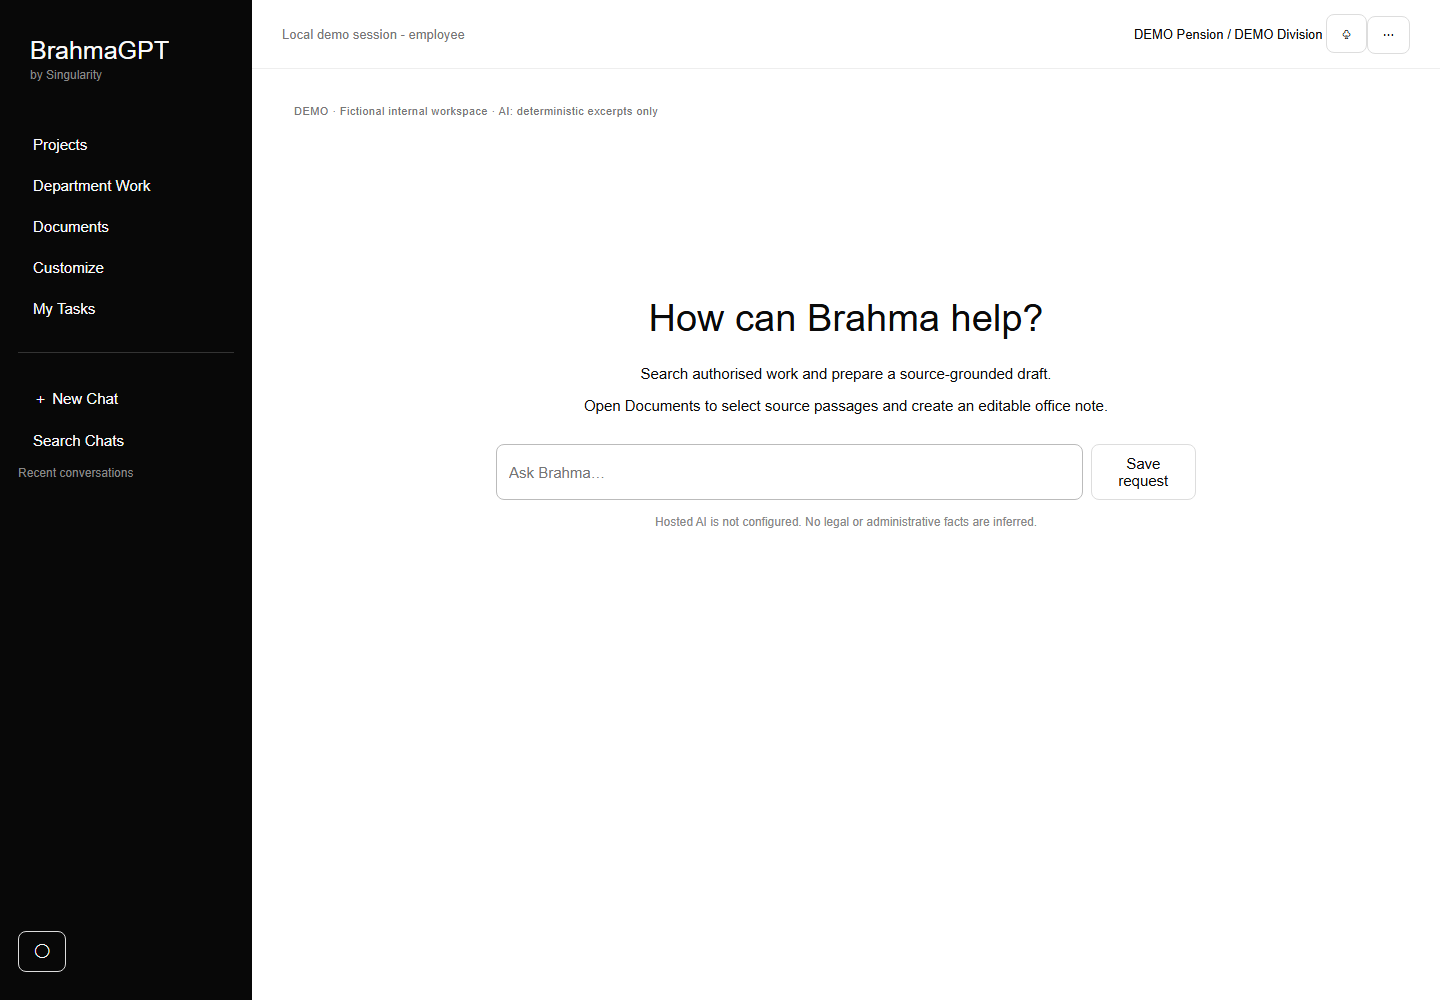 BrahmaGPT
by Singularity
Projects
Department Work
Documents
Customize
My Tasks
+ New Chat
Search Chats
Recent conversations
Local demo session - employee
DEMO Pension / DEMO Division
...
DEMO · Fictional internal workspace · AI: deterministic excerpts only
How can Brahma help?
Search authorised work and prepare a source-grounded draft.
Open Documents to select source passages and create an editable office note.
Ask Brahma…
Save
request
Hosted AI is not configured. No legal or administrative facts are inferred.